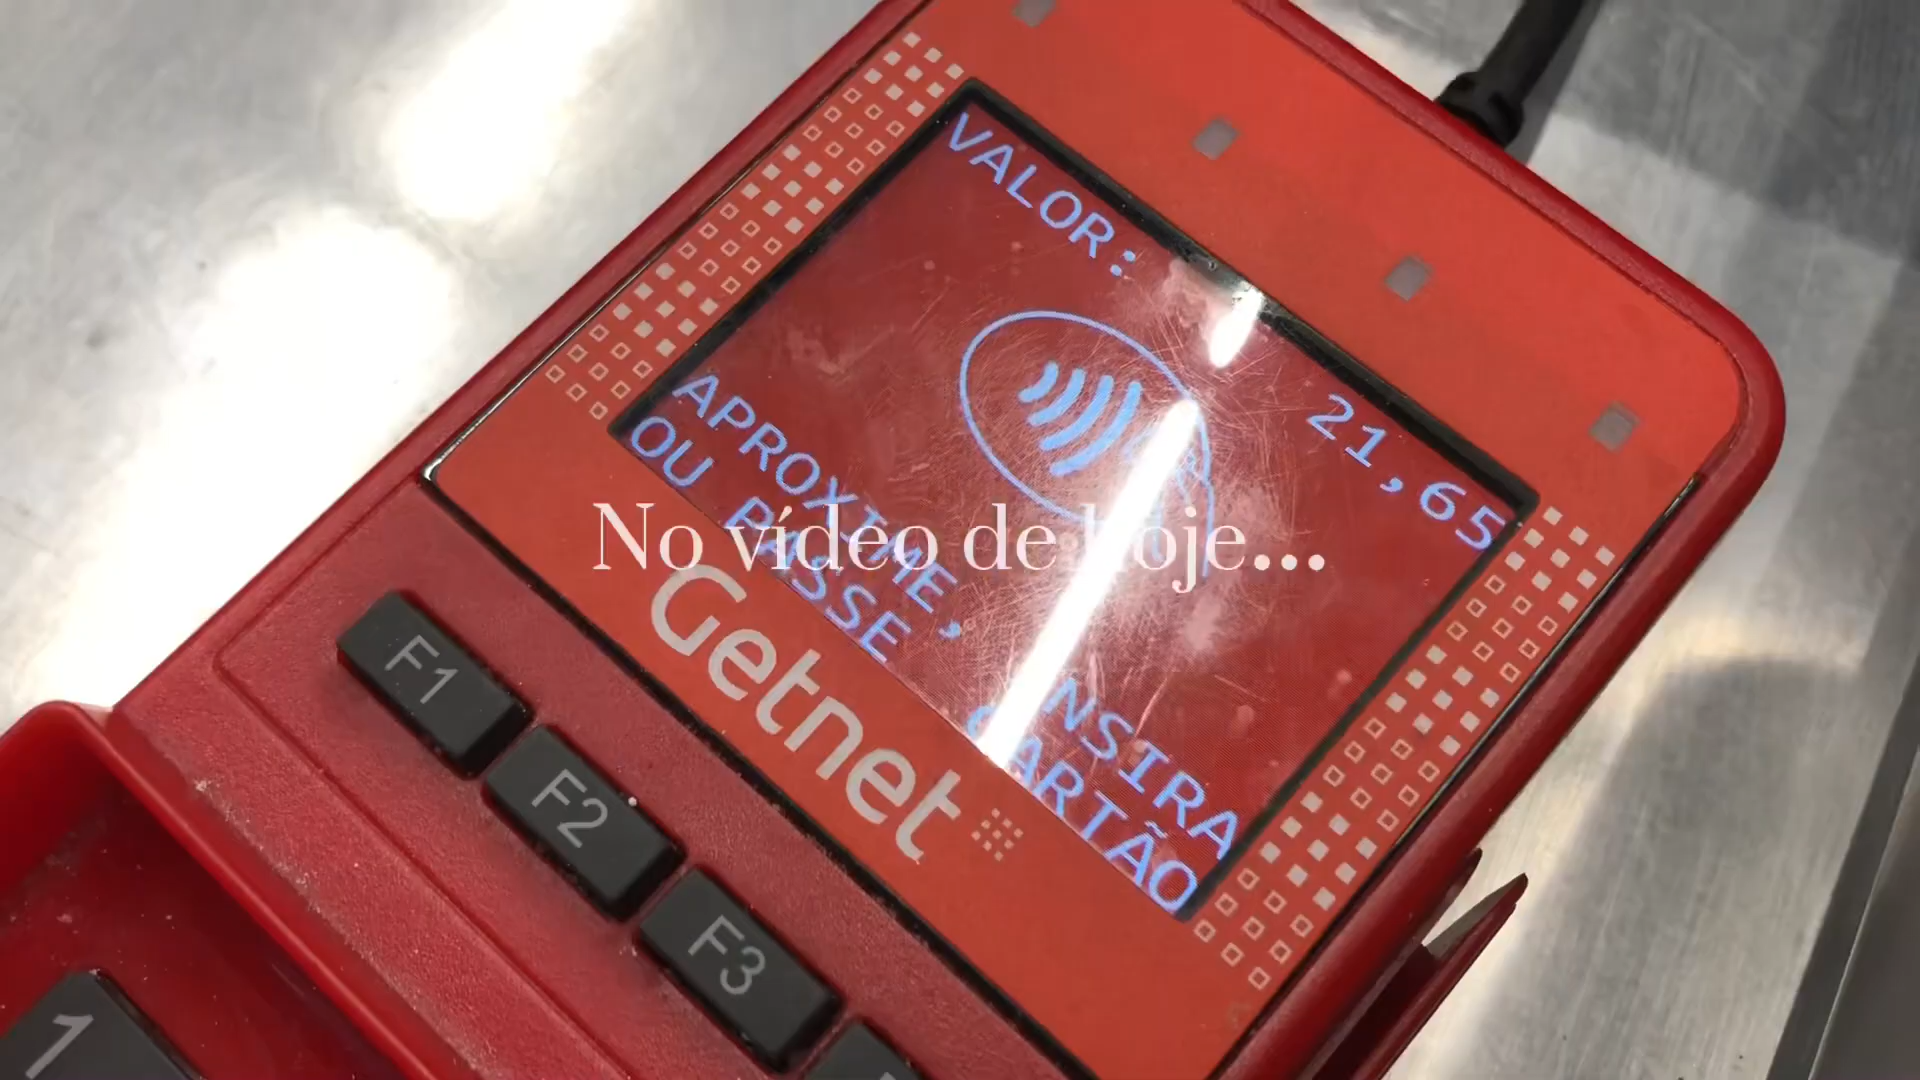 VALOR:
21,65
APROXIME, INSIRA
OU PASSE CARTÃO
No vídeo de hoje...
Getnet
F1
F2
F3
1